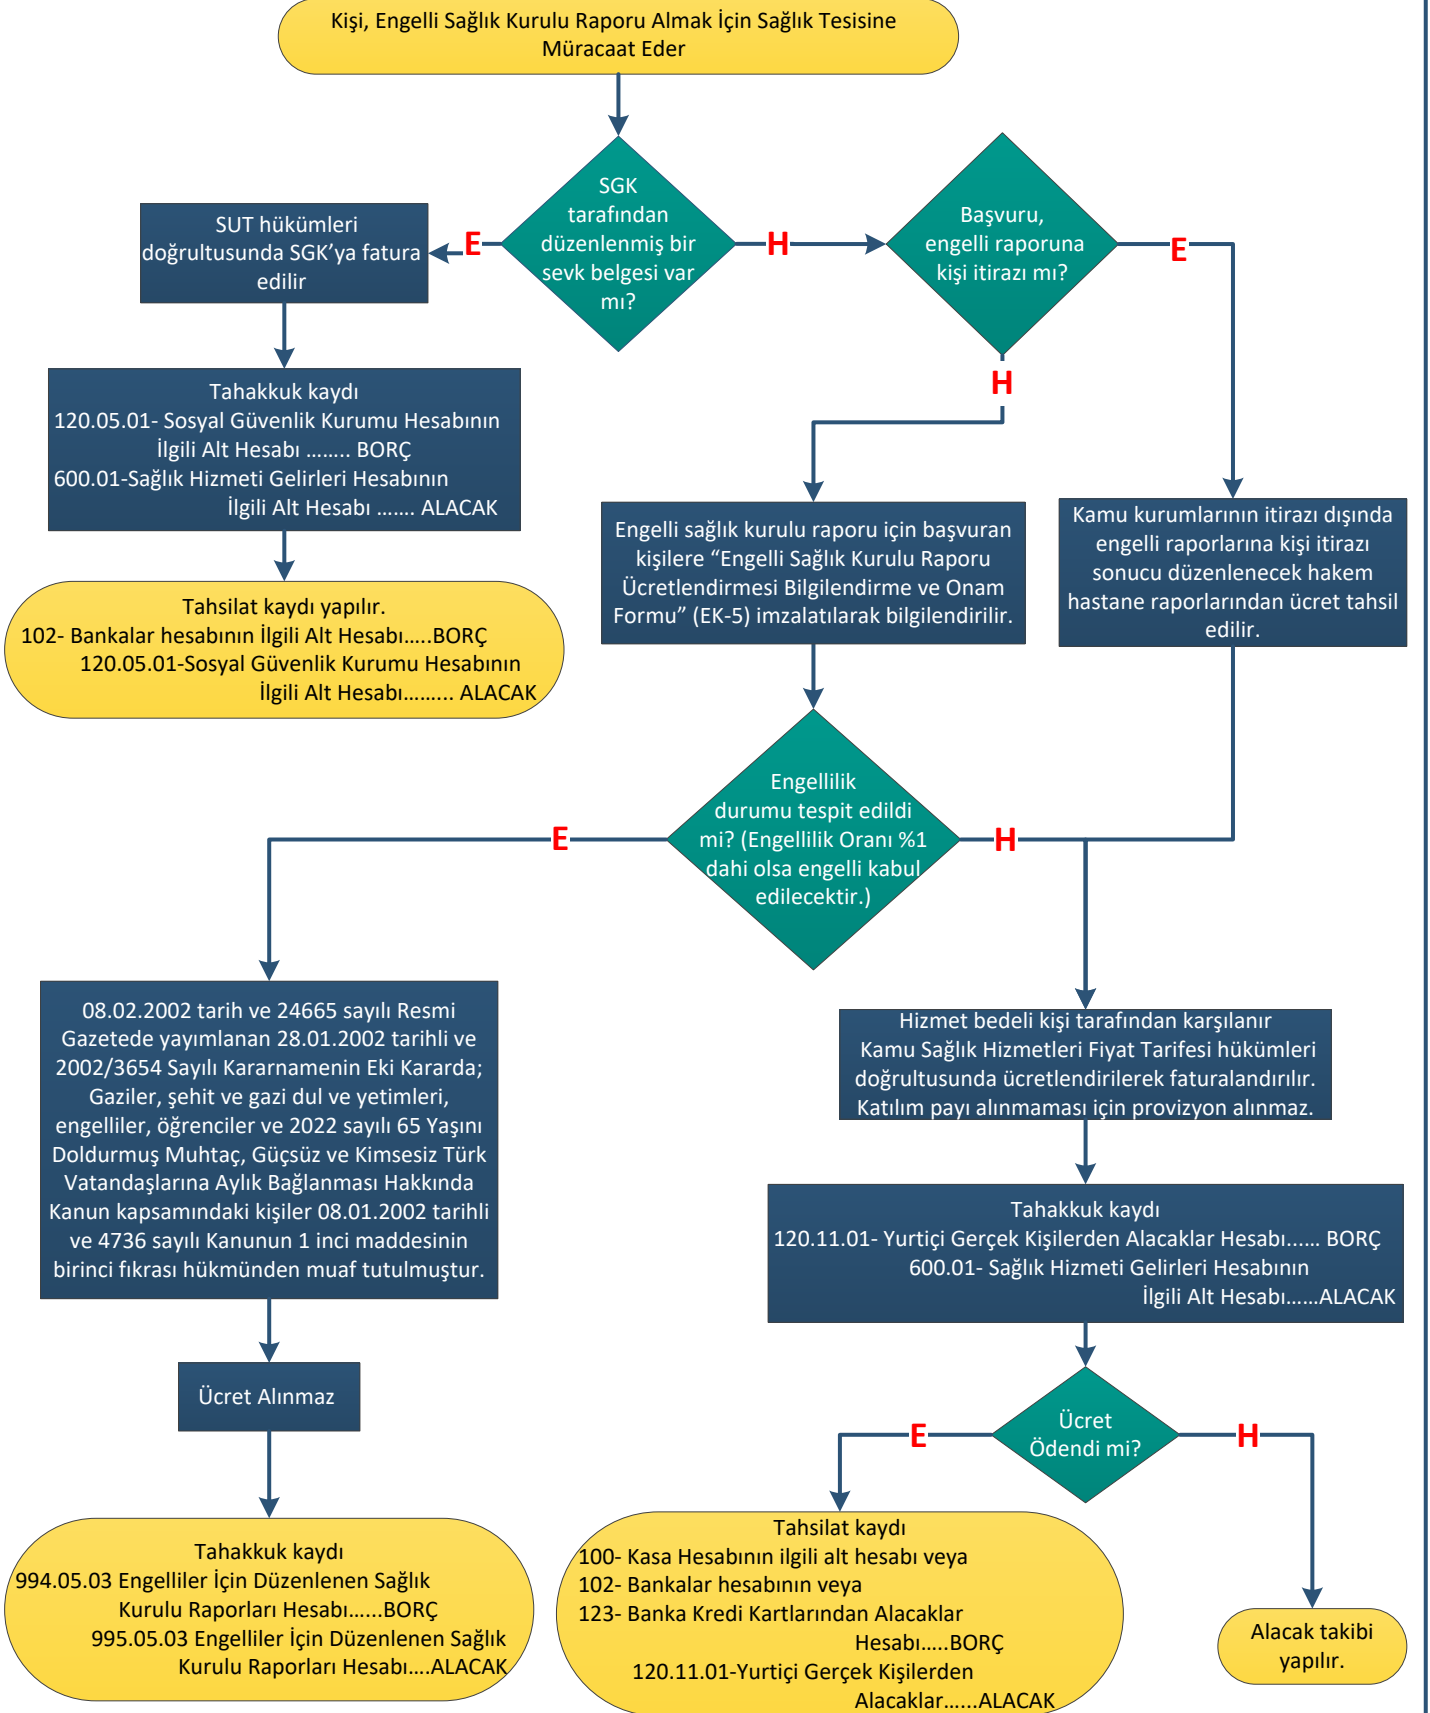 Kişi, Engelli Sağlık Kurulu Raporu Almak İçin Sağlık Tesisine
Müracaat Eder
SGK
tarafından
düzenlenmiş bir
sevk belgesi var
mı?
E
H
SUT hükümleri
doğrultusunda SGK’ya fatura
edilir
Başvuru,
engelli raporuna
kişi itirazı mı?
E
H
Tahakkuk kaydı
120.05.01- Sosyal Güvenlik Kurumu Hesabının
İlgili Alt Hesabı …….. BORÇ
600.01-Sağlık Hizmeti Gelirleri Hesabının
İlgili Alt Hesabı ……. ALACAK
Tahsilat kaydı yapılır.
102- Bankalar hesabının İlgili Alt Hesabı…..BORÇ
120.05.01-Sosyal Güvenlik Kurumu Hesabının
İlgili Alt Hesabı…..…. ALACAK
Engelli sağlık kurulu raporu için başvuran
kişilere “Engelli Sağlık Kurulu Raporu
Ücretlendirmesi Bilgilendirme ve Onam
Formu” (EK-5) imzalatılarak bilgilendirilir.
Kamu kurumlarının itirazı dışında
engelli raporlarına kişi itirazı
sonucu düzenlenecek hakem
hastane raporlarından ücret tahsil
edilir.
Engellilik
durumu tespit edildi
mi? (Engellilik Oranı %1
dahi olsa engelli kabul
edilecektir.)
E
H
08.02.2002 tarih ve 24665 sayılı Resmi
Gazetede yayımlanan 28.01.2002 tarihli ve
2002/3654 Sayılı Kararnamenin Eki Kararda;
Gaziler, şehit ve gazi dul ve yetimleri,
engelliler, öğrenciler ve 2022 sayılı 65 Yaşını
Doldurmuş Muhtaç, Güçsüz ve Kimsesiz Türk
Vatandaşlarına Aylık Bağlanması Hakkında
Kanun kapsamındaki kişiler 08.01.2002 tarihli
ve 4736 sayılı Kanunun 1 inci maddesinin
birinci fıkrası hükmünden muaf tutulmuştur.
Hizmet bedeli kişi tarafından karşılanır
Kamu Sağlık Hizmetleri Fiyat Tarifesi hükümleri
doğrultusunda ücretlendirilerek faturalandırılır.
Katılım payı alınmaması için provizyon alınmaz.
Tahakkuk kaydı
120.11.01- Yurtiçi Gerçek Kişilerden Alacaklar Hesabı...… BORÇ
600.01- Sağlık Hizmeti Gelirleri Hesabının
İlgili Alt Hesabı……ALACAK
Ücret Alınmaz
Ücret
Ödendi mi?
E
H
Tahakkuk kaydı
994.05.03 Engelliler İçin Düzenlenen Sağlık
Kurulu Raporları Hesabı…...BORÇ
995.05.03 Engelliler İçin Düzenlenen Sağlık
Kurulu Raporları Hesabı….ALACAK
Tahsilat kaydı
100- Kasa Hesabının ilgili alt hesabı veya
102- Bankalar hesabının veya
123- Banka Kredi Kartlarından Alacaklar
Hesabı…..BORÇ
120.11.01-Yurtiçi Gerçek Kişilerden
Alacaklar…...ALACAK
Alacak takibi
yapılır.